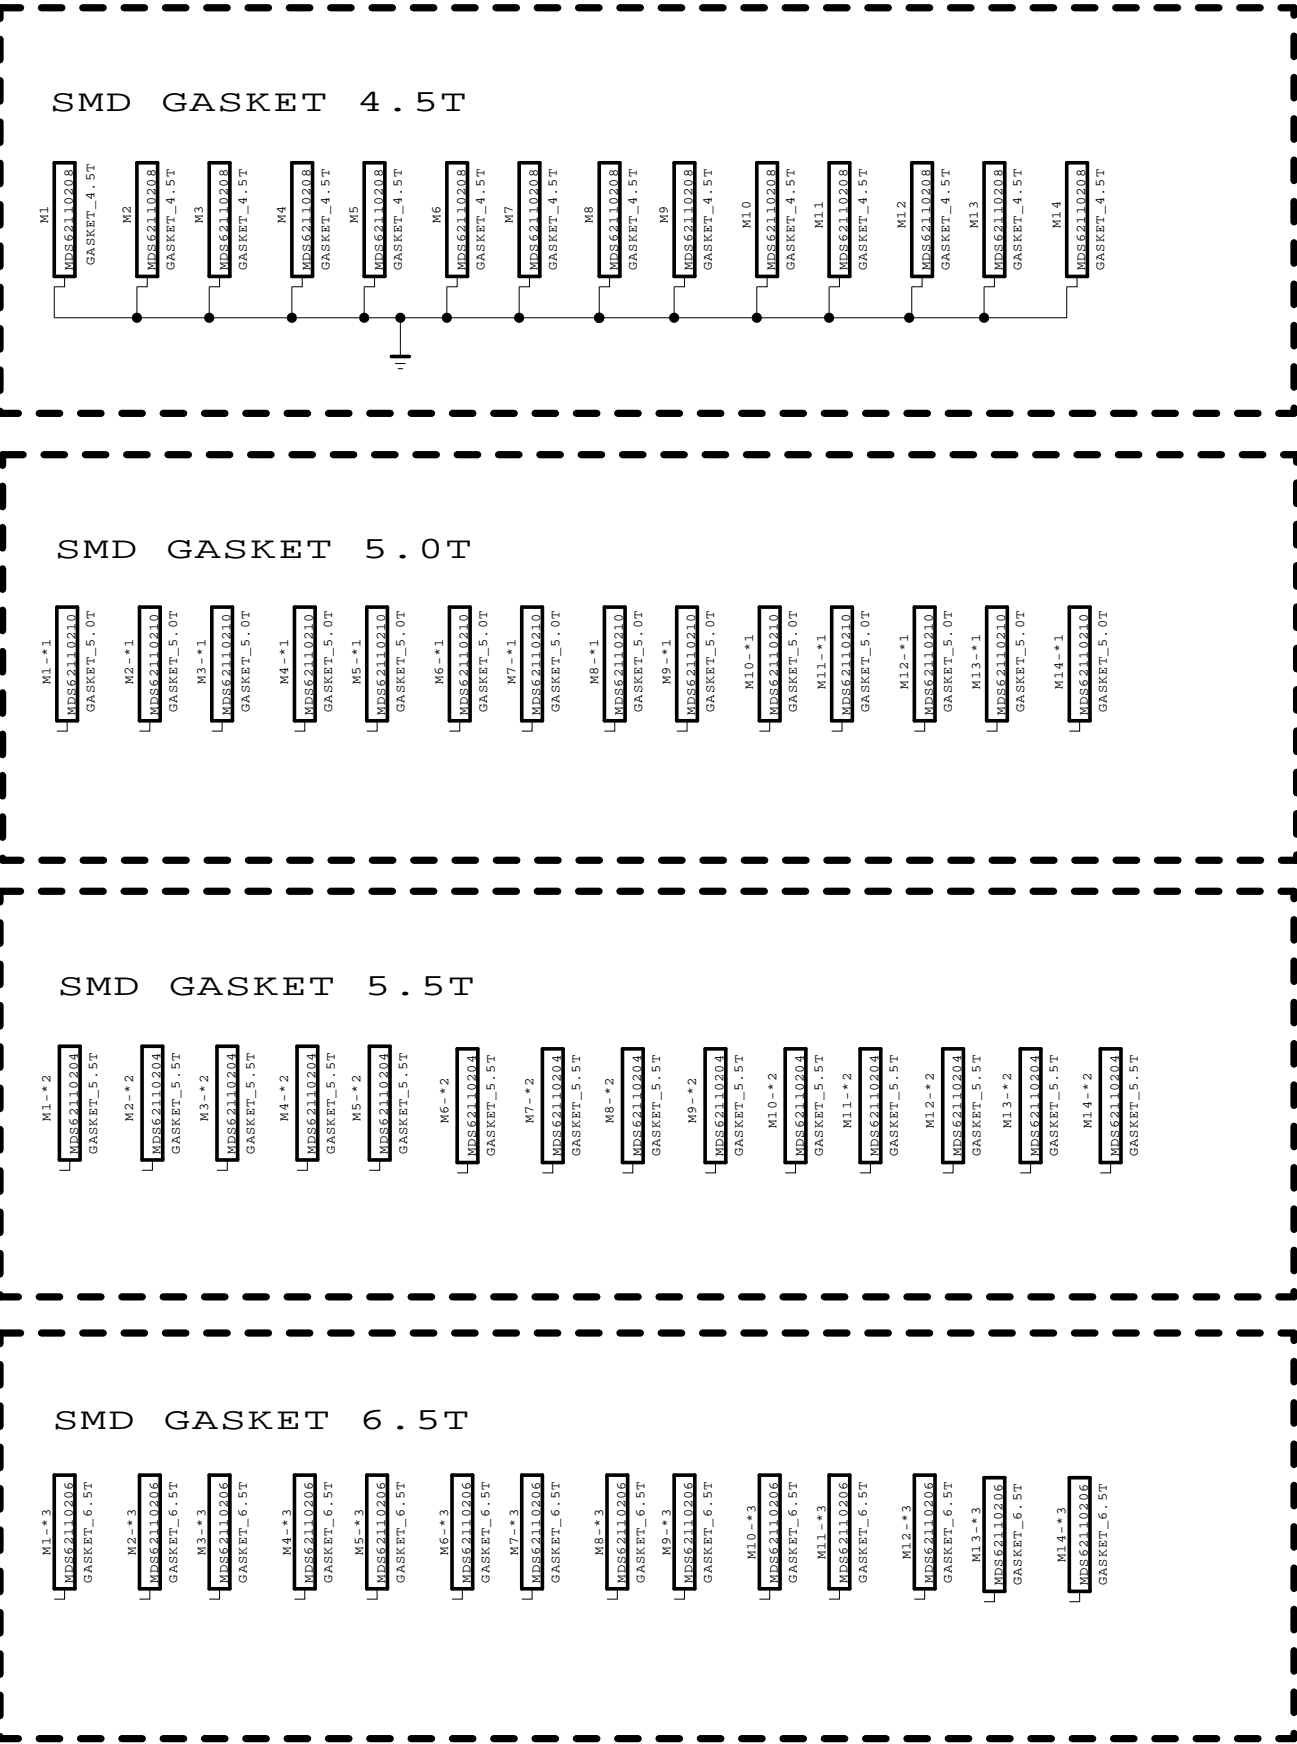 SMD GASKET 4.5T
M1
MDS62110208
GASKET_4.5T
M2
MDS62110208
GASKET_4.5T
M3
MDS62110208
GASKET_4.5T
M4
MDS62110208
GASKET_4.5T
M5
MDS62110208
GASKET_4.5T
M6
MDS62110208
GASKET_4.5T
M7
MDS62110208
GASKET_4.5T
M8
MDS62110208
GASKET_4.5T
M9
MDS62110208
GASKET_4.5T
M10
MDS62110208
GASKET_4.5T
M11
MDS62110208
GASKET_4.5T
M12
MDS62110208
GASKET_4.5T
M13
MDS62110208
GASKET_4.5T
M14
MDS62110208
GASKET_4.5T
SMD GASKET 5.0T
M1-*1
MDS62110210
GASKET_5.0T
M2-*1
MDS62110210
GASKET_5.0T
M3-*1
MDS62110210
GASKET_5.0T
M4-*1
MDS62110210
GASKET_5.0T
M5-*1
MDS62110210
GASKET_5.0T
M6-*1
MDS62110210
GASKET_5.0T
M7-*1
MDS62110210
GASKET_5.0T
M8-*1
MDS62110210
GASKET_5.0T
M9-*1
MDS62110210
GASKET_5.0T
M10-*1
MDS62110210
GASKET_5.0T
M11-*1
MDS62110210
GASKET_5.0T
M12-*1
MDS62110210
GASKET_5.0T
M13-*1
MDS62110210
GASKET_5.0T
M14-*1
MDS62110210
GASKET_5.0T
SMD GASKET 5.5T
M1-*2
MDS62110204
GASKET_5.5T
M2-*2
MDS62110204
GASKET_5.5T
M3-*2
MDS62110204
GASKET_5.5T
M4-*2
MDS62110204
GASKET_5.5T
M5-*2
MDS62110204
GASKET_5.5T
M6-*2
MDS62110204
GASKET_5.5T
M7-*2
MDS62110204
GASKET_5.5T
M8-*2
MDS62110204
GASKET_5.5T
M9-*2
MDS62110204
GASKET_5.5T
M10-*2
MDS62110204
GASKET_5.5T
M11-*2
MDS62110204
GASKET_5.5T
M12-*2
MDS62110204
GASKET_5.5T
M13-*2
MDS62110204
GASKET_5.5T
M14-*2
MDS62110204
GASKET_5.5T
SMD GASKET 6.5T
M1-*3
MDS62110206
GASKET_6.5T
M2-*3
MDS62110206
GASKET_6.5T
M3-*3
MDS62110206
GASKET_6.5T
M4-*3
MDS62110206
GASKET_6.5T
M5-*3
MDS62110206
GASKET_6.5T
M6-*3
MDS62110206
GASKET_6.5T
M7-*3
MDS62110206
GASKET_6.5T
M8-*3
MDS62110206
GASKET_6.5T
M9-*3
MDS62110206
GASKET_6.5T
M10-*3
MDS62110206
GASKET_6.5T
M11-*3
MDS62110206
GASKET_6.5T
M12-*3
MDS62110206
GASKET_6.5T
M13-*3
MDS62110206
GASKET_6.5T
M14-*3
MDS62110206
GASKET_6.5T